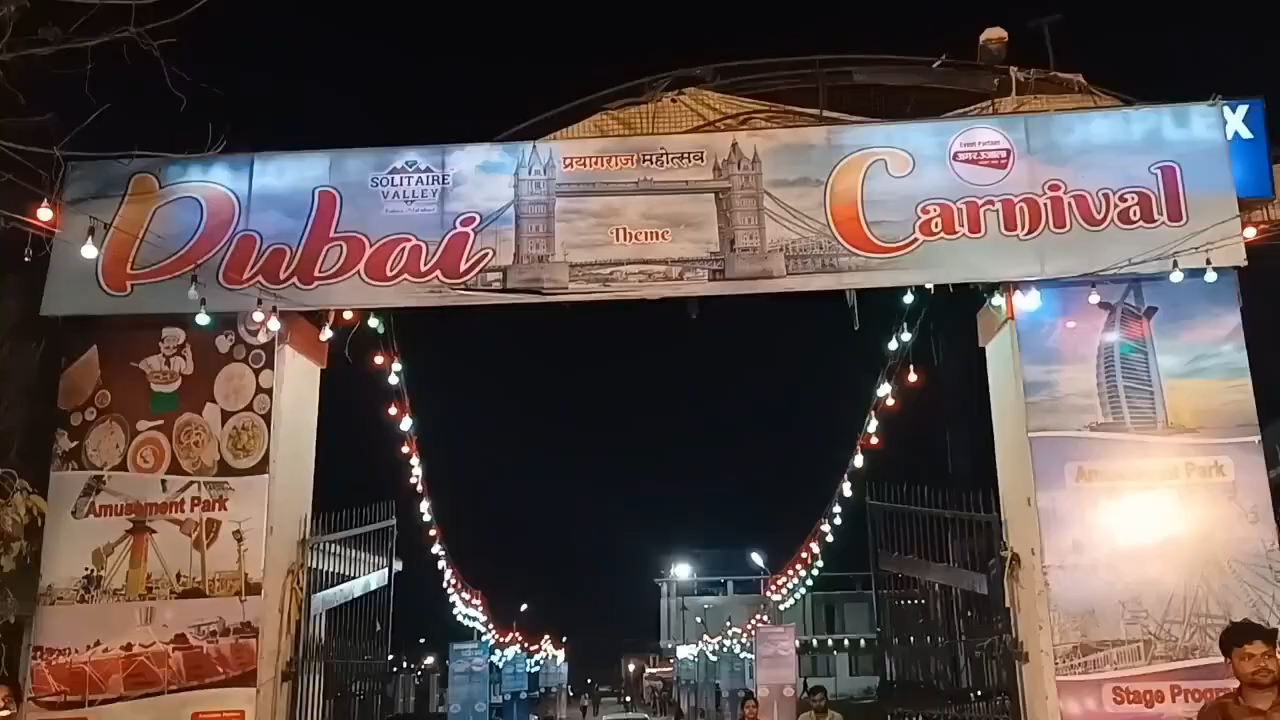 Dubai
SOLITAIRE
VALLEY
प्रयागराज महोत्सव
Theme
Event Partner
अमर उजाला
Carnival
X
Amusement Park
Amusement Park
Stage Progr